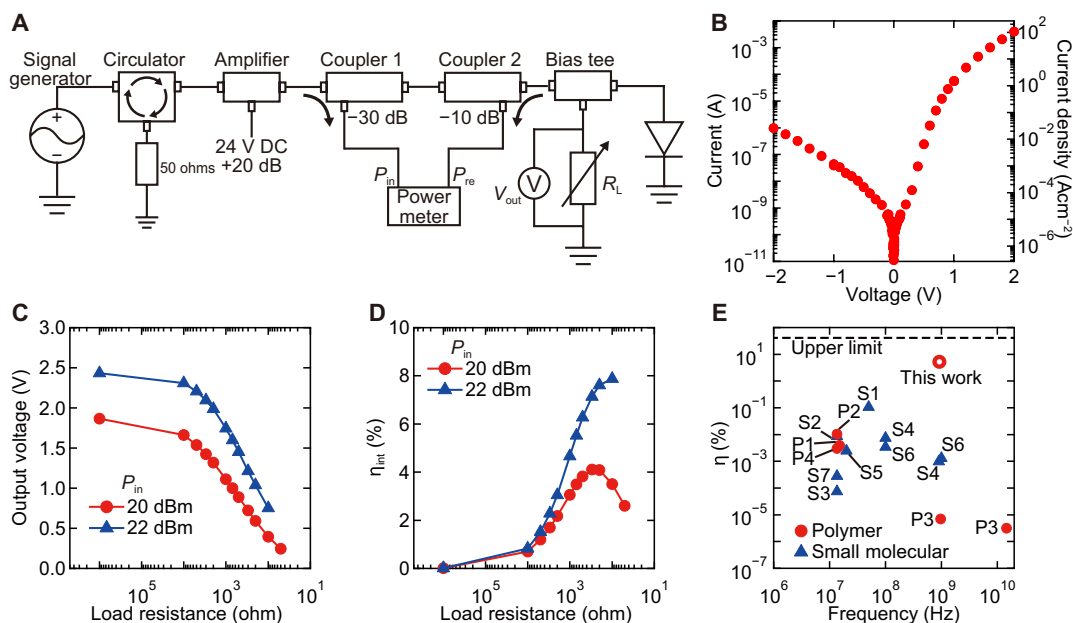 A
Signal
generator
Circulator
Amplifier
Coupler 1
Coupler 2
Bias tee
50 ohms
24 V DC
+20 dB
−30 dB
−10 dB
Pin
Pre
Power
meter
Vout
V
RL
B
Current (A)
10−3
10−5
10−7
10−9
10−11
Current density (Acm−2)
102
100
10−2
10−4
10−6
−2
−1
0
1
2
Voltage (V)
C
Output voltage (V)
3.0
2.5
2.0
1.5
1.0
0.5
0.0
Pin
20 dBm
22 dBm
105
103
101
Load resistance (ohm)
D
ηint (%)
10
8
6
4
2
0
Pin
20 dBm
22 dBm
105
103
101
Load resistance (ohm)
E
η (%)
101
10−1
10−3
10−5
10−7
Upper limit
This work
S1
S2
P2
P1
P4
S4
S6
S5
S6
S4
S7
S3
P3
P3
Polymer
Small molecular
106
107
108
109
1010
Frequency (Hz)